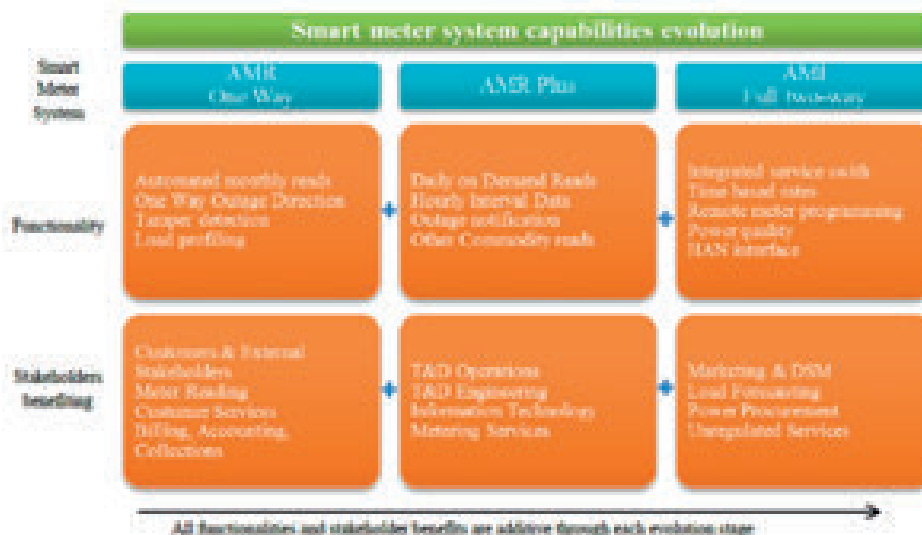 Smart meter system capabilities evolution
Smart
Meter
System
AMR
One Way
AMR Plus
AMI
Full two-way
Functionality
Automated monthly reads
One Way Outage Direction
Tamper detection
Load profiling
Daily on Demand Reads
Hourly Interval Data
Outage notification
Other Commodity reads
Integrated service
Time based rates
Remote meter programming
Power quality
HAN interface
Stakeholders
benefiting
Customers & External
Stakeholders
Meter Reading
Customer Services
Billing, Accounting,
Collections
T&D Operations
T&D Engineering
Information Technology
Metering Services
Marketing & DSM
Load Forecasting
Power Procurement
Unregulated Services
All functionalities and stakeholder benefits are additive through each evolution stage